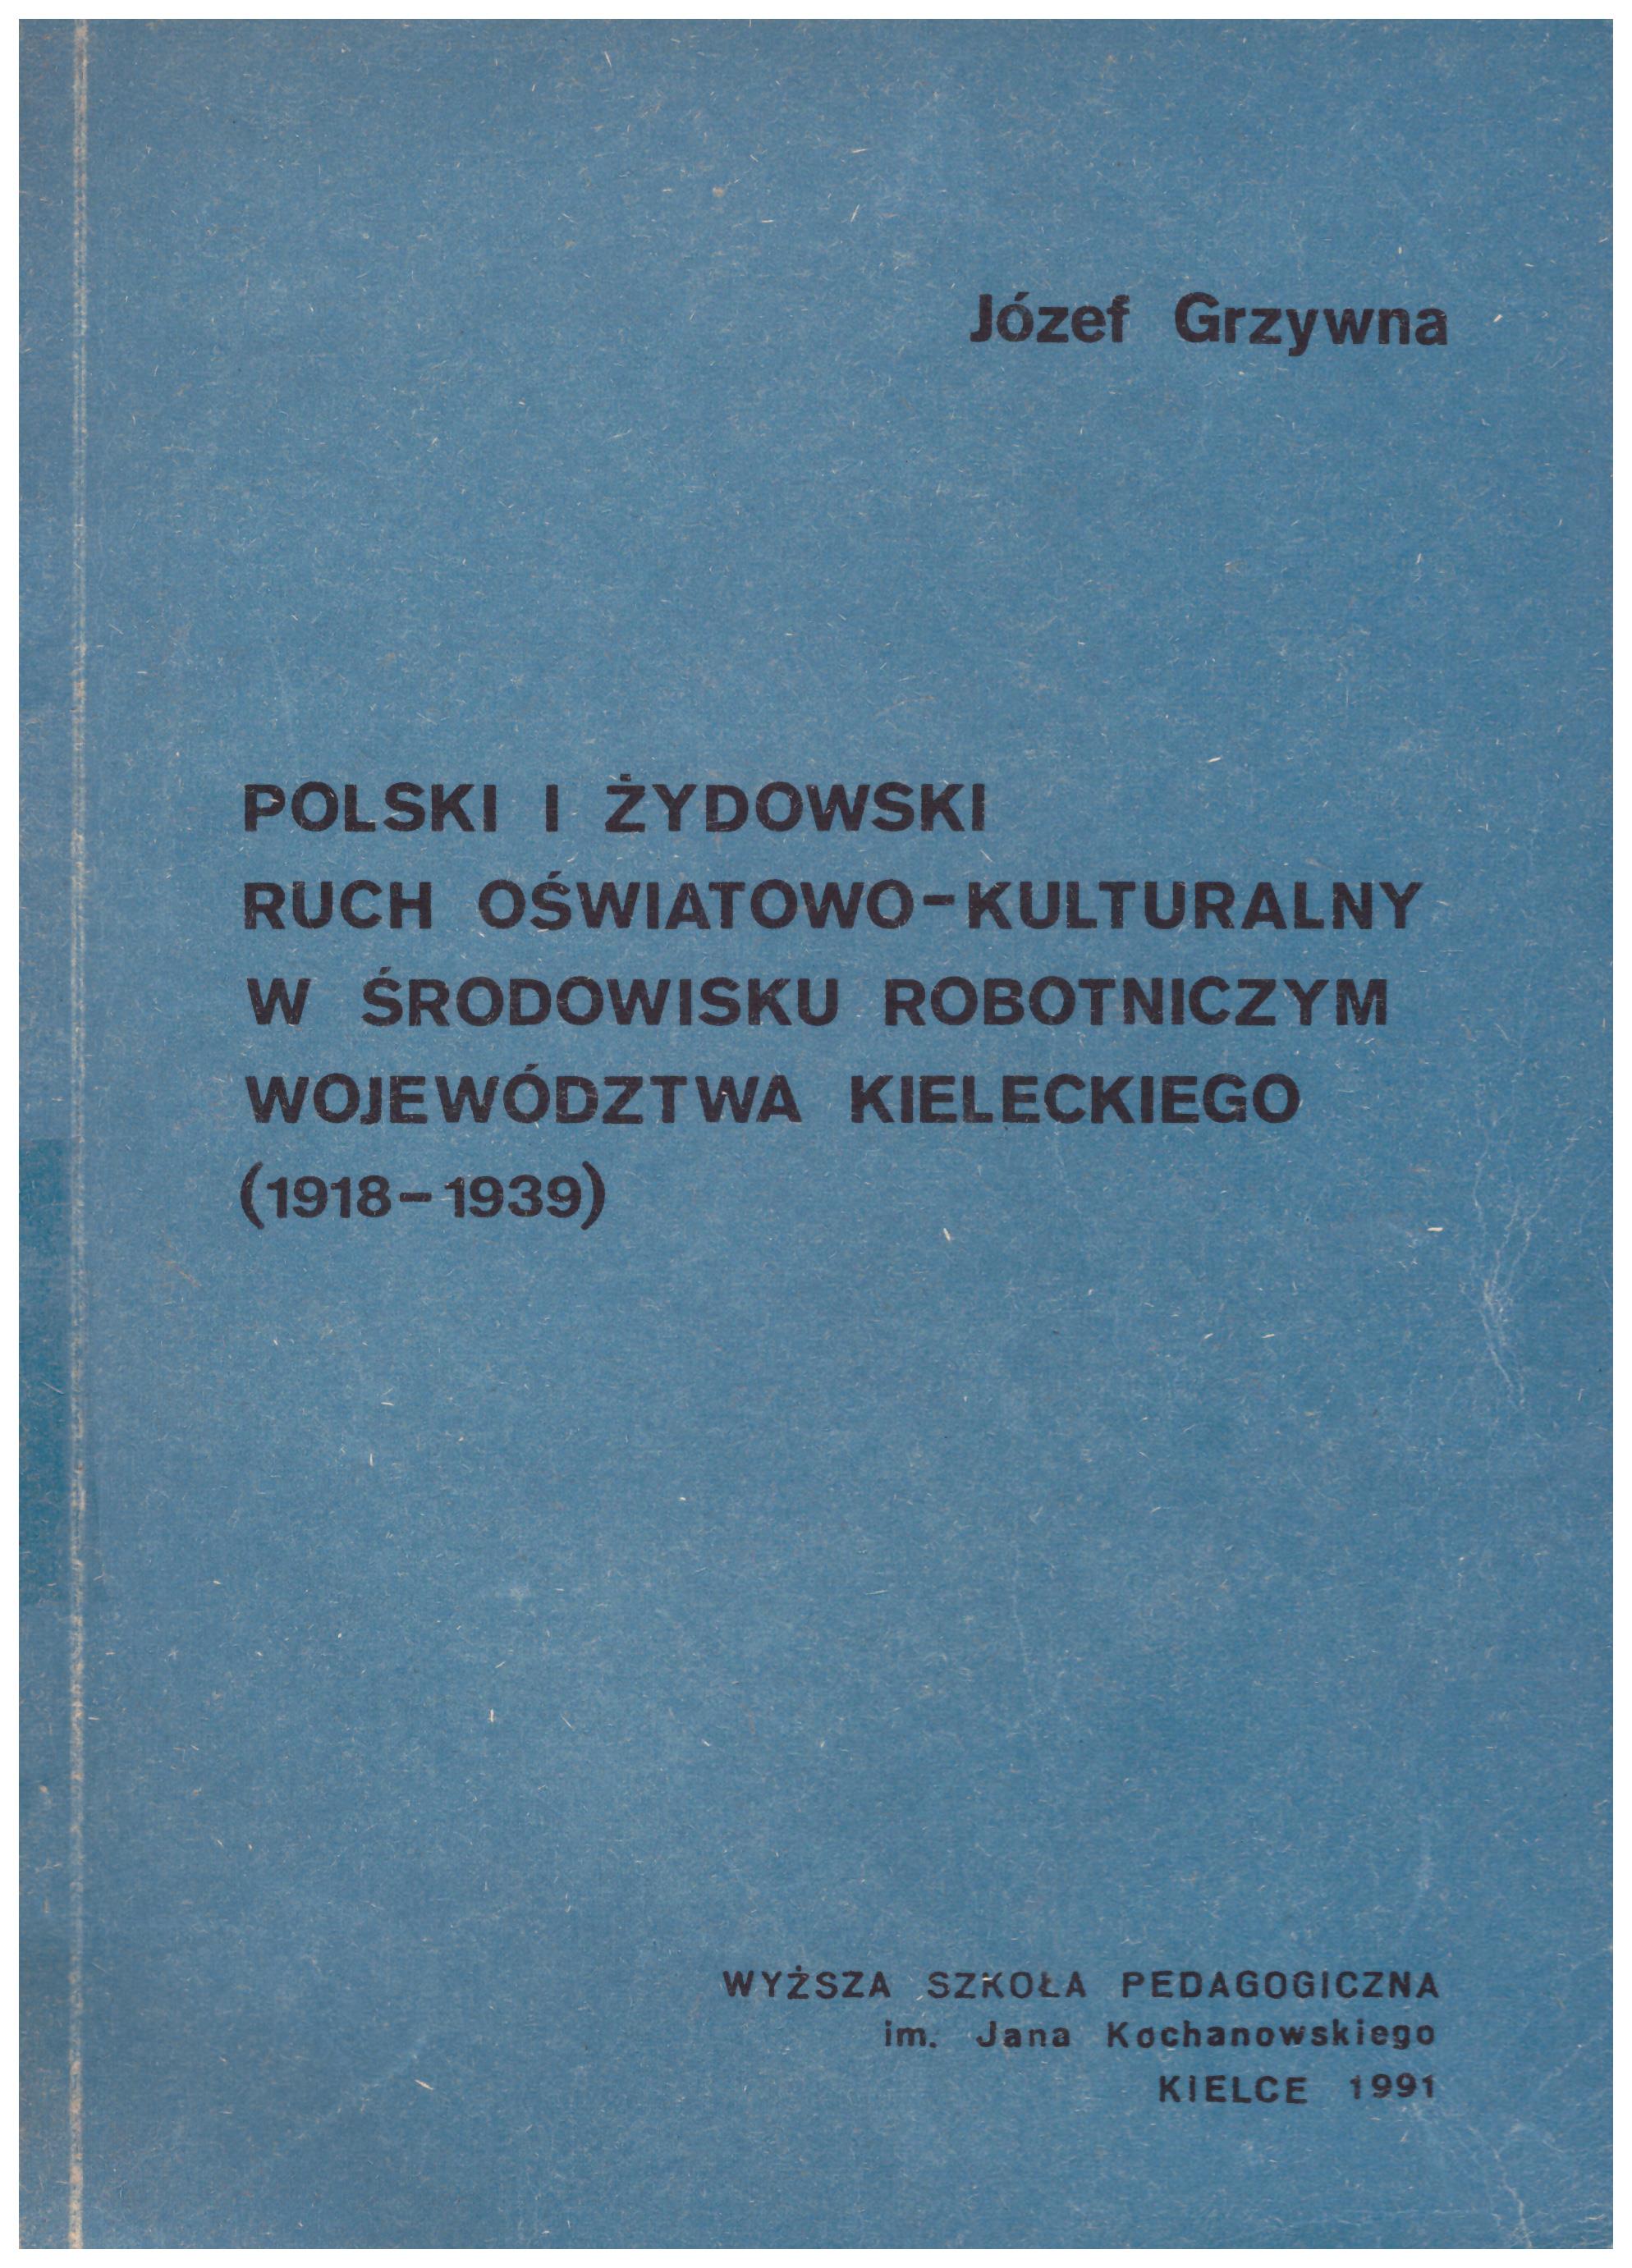 Józef Grzywna
POLSKI I ŻYDOWSKI
RUCH OŚWIATOWO-KULTURALNY
W ŚRODOWISKU ROBOTNICZYM
WOJEWÓDZTWA KIELECKIEGO
(1918-1939)
WYŻSZA SZKOŁA PEDAGOGICZNA
im. Jana Kochanowskiego
KIELCE 1991